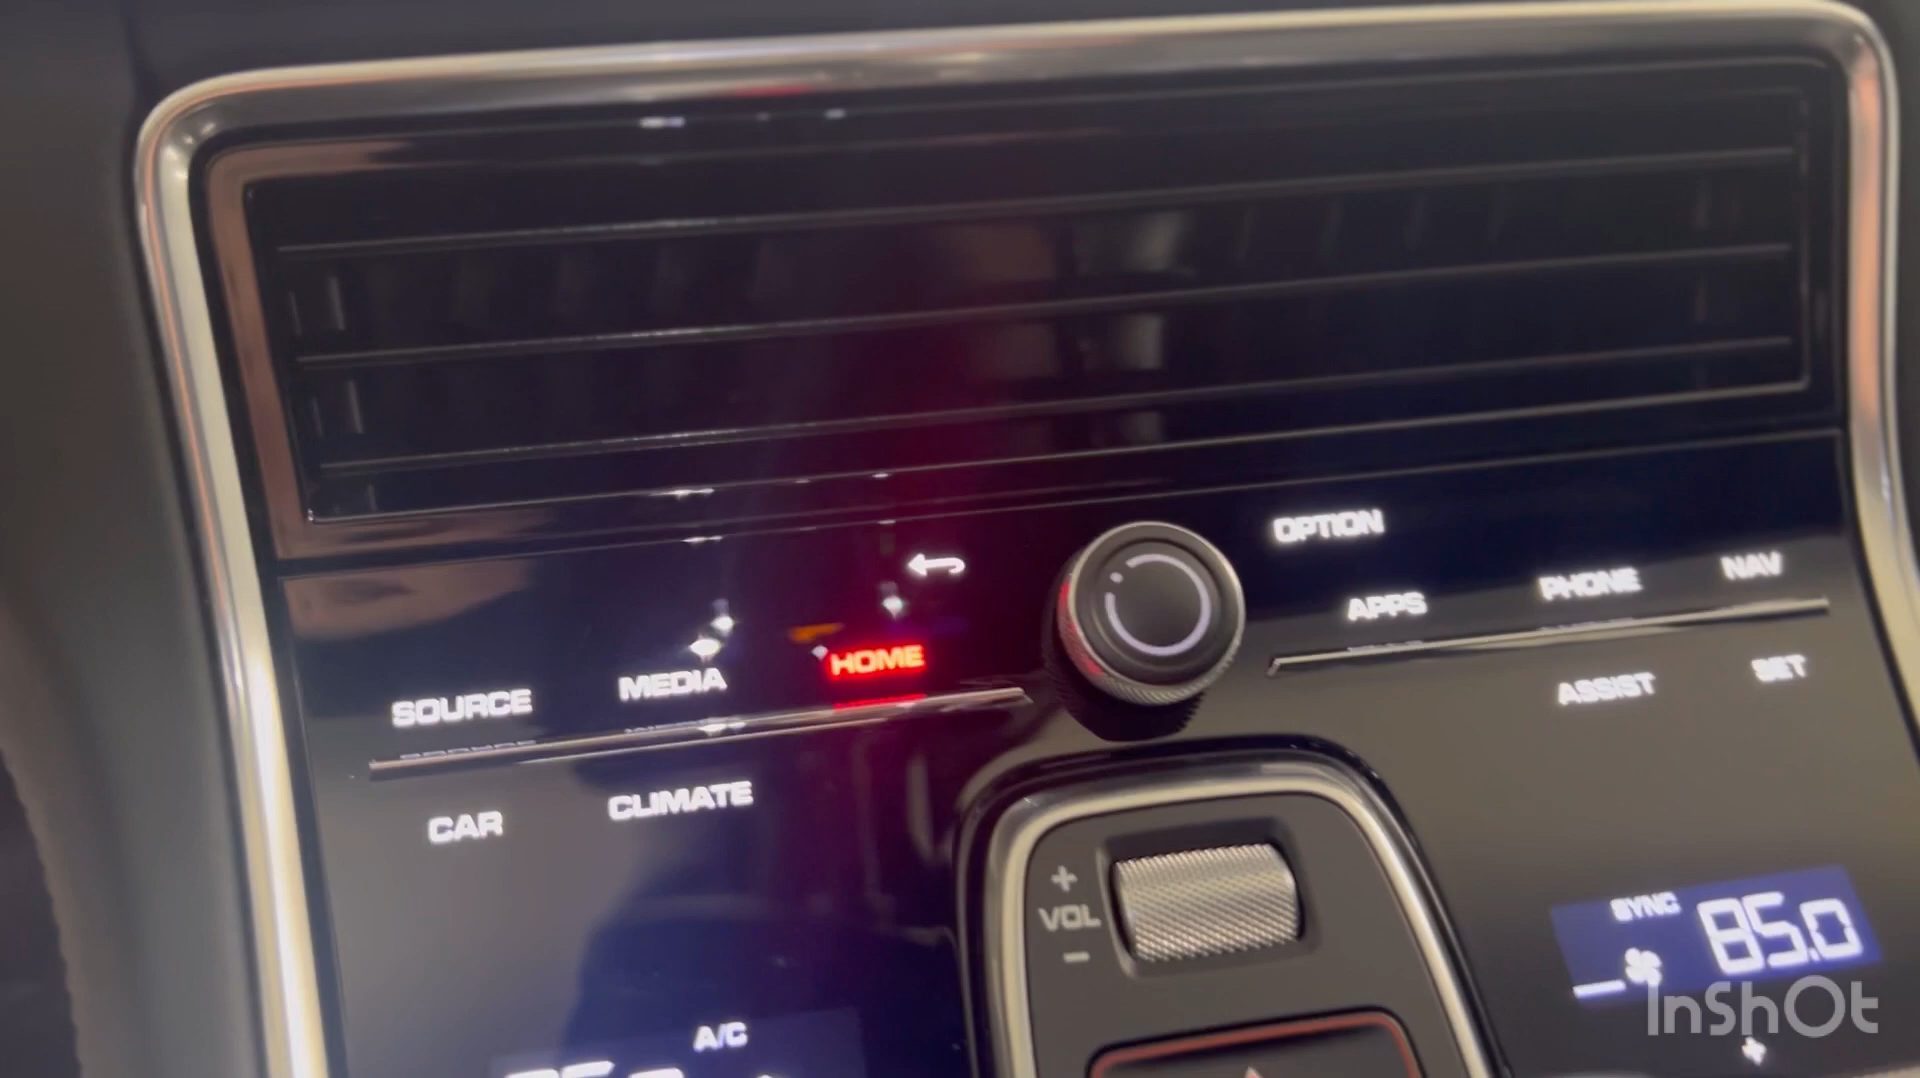 OPTION
APPS PHONE NAV
SOURCE MEDIA HOME
ASSIST SET
CAR CLIMATE
+
VOL
-
SYNC
85.0
A/C
InShOt